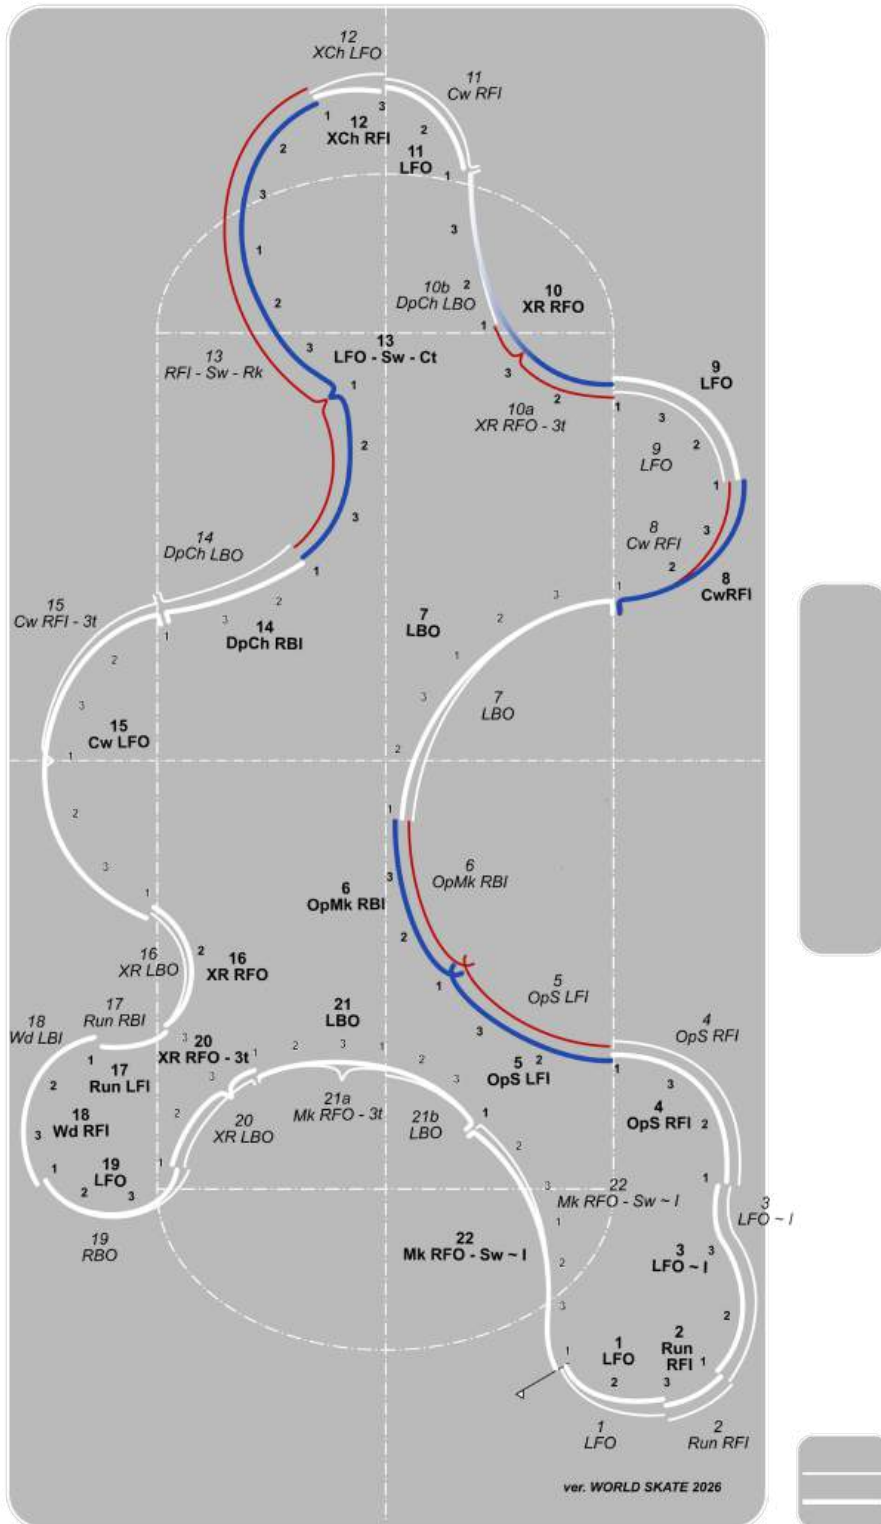 12
XCh LFO
11
Cw RFI
3
1
12
XCh RFI
2
2
11
LFO
1
3
3
1
10b
DpCh LBO
2
10
XR RFO
2
1
13
RFI - Sw - Rk
3
13
LFO - Sw - Ct
1
3
2
10a
XR RFO - 3t
1
9
LFO
3
2
2
9
LFO
1
3
8
Cw RFI
3
2
14
DpCh LBO
1
1
8
CwRFI
15
Cw RFI - 3t
2
3
1
14
DpCh RBI
3
2
7
LBO
1
2
3
7
LBO
3
15
Cw LFO
1
2
2
1
3
6
OpMk RBI
3
1
6
OpMk RBI
2
16
XR LBO
2
16
XR RFO
1
5
OpS LFI
17
Run RBI
18
Wd LBI
21
LBO
3
4
OpS RFI
3
20
XR RFO - 3t
1
2
3
1
2
5
OpS LFI
2
1
1
17
Run LFI
3
2
3
3
2
20
XR LBO
21a
Mk RFO - 3t
21b
LBO
1
4
OpS RFI
2
18
Wd RFI
3
2
1
19
LFO
1
2
3
3
22
Mk RFO - Sw ~ I
1
3
LFO ~ I
19
RBO
1
22
Mk RFO - Sw ~ I
2
3
LFO ~ I
3
3
2
1
1
LFO
2
Run
RFI
1
2
3
1
LFO
2
Run RFI
ver. WORLD SKATE 2026